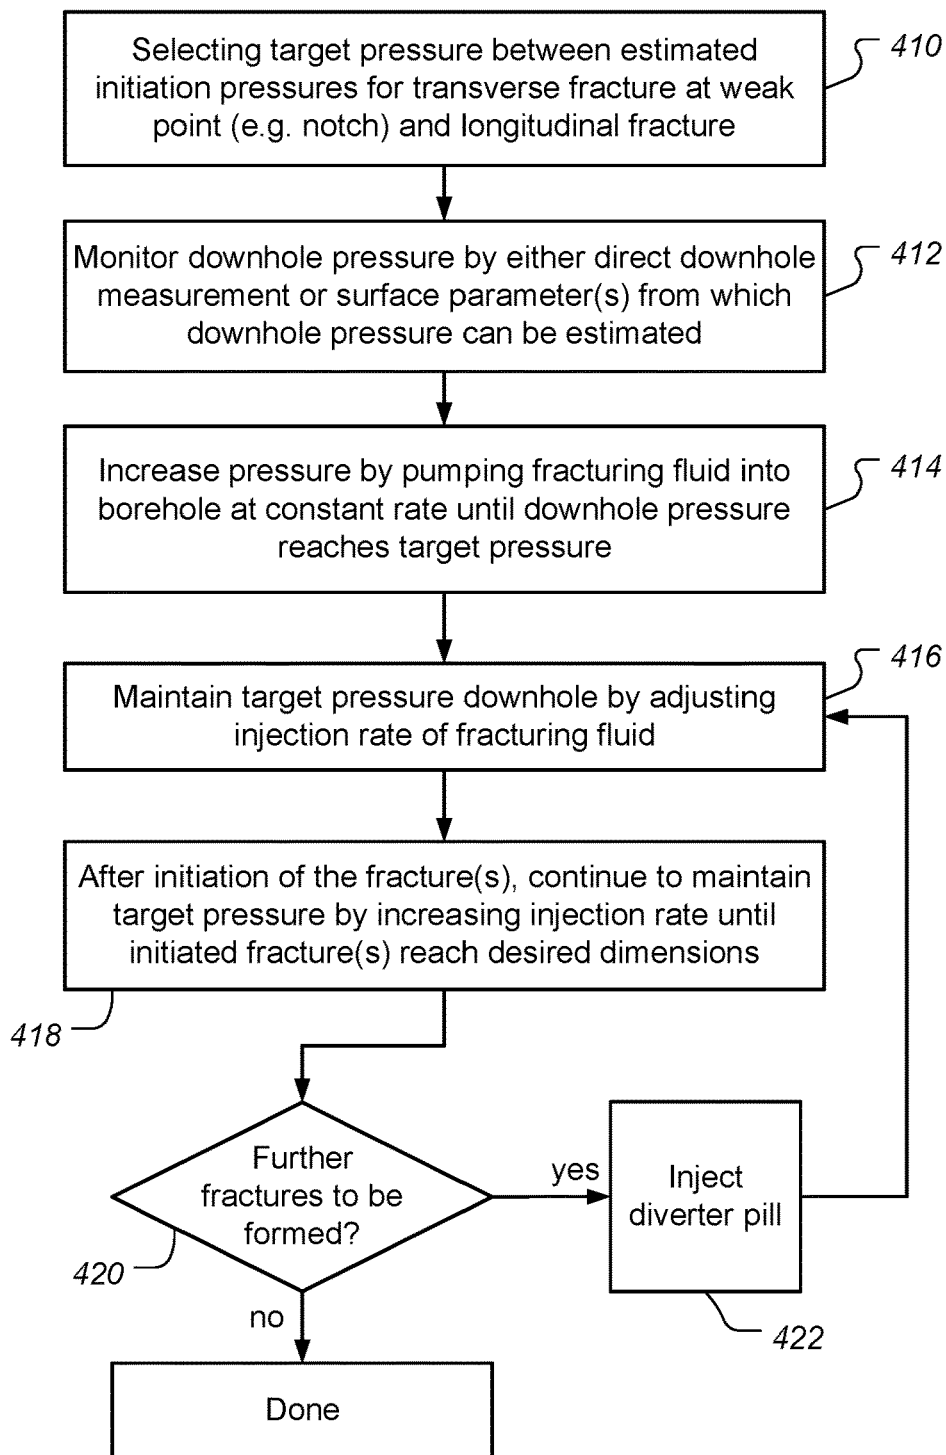 Selecting target pressure between estimated
initiation pressures for transverse fracture at weak
point (e.g. notch) and longitudinal fracture
410
Monitor downhole pressure by either direct downhole
measurement or surface parameter(s) from which
downhole pressure can be estimated
412
Increase pressure by pumping fracturing fluid into
borehole at constant rate until downhole pressure
reaches target pressure
414
Maintain target pressure downhole by adjusting
injection rate of fracturing fluid
416
After initiation of the fracture(s), continue to maintain
target pressure by increasing injection rate until
initiated fracture(s) reach desired dimensions
418
Further
fractures to be
formed?
420
yes
Inject
diverter pill
422
no
Done